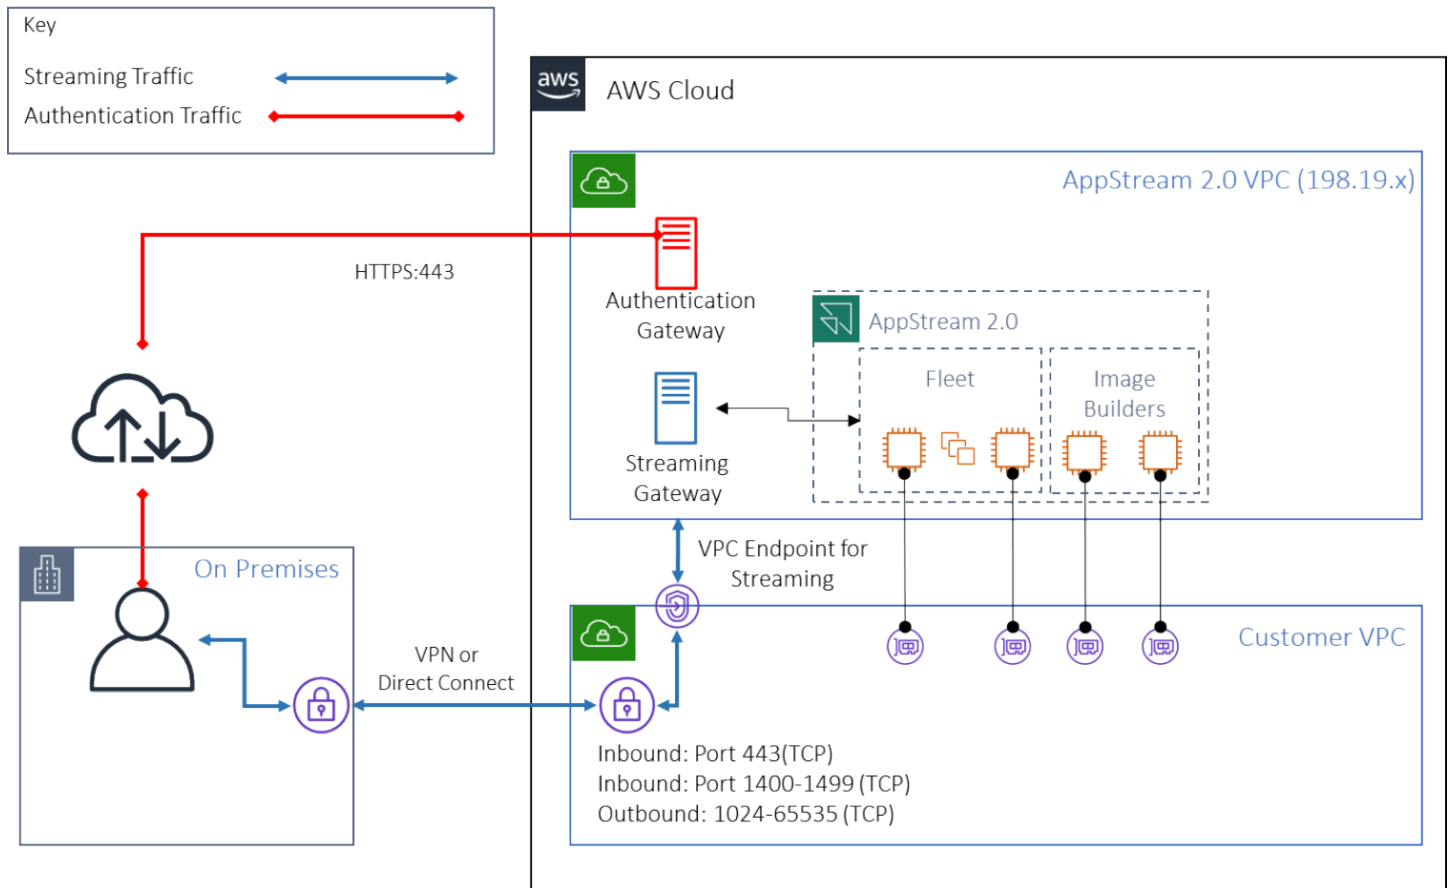 Key
Streaming Traffic
Authentication Traffic
aws
AWS Cloud
AppStream 2.0 VPC (198.19.x)
HTTPS:443
Authentication
Gateway
AppStream 2.0
Fleet
Image
Builders
Streaming
Gateway
VPC Endpoint for
Streaming
On Premises
Customer VPC
VPN or
Direct Connect
Inbound: Port 443(TCP)
Inbound: Port 1400-1499 (TCP)
Outbound: 1024-65535 (TCP)